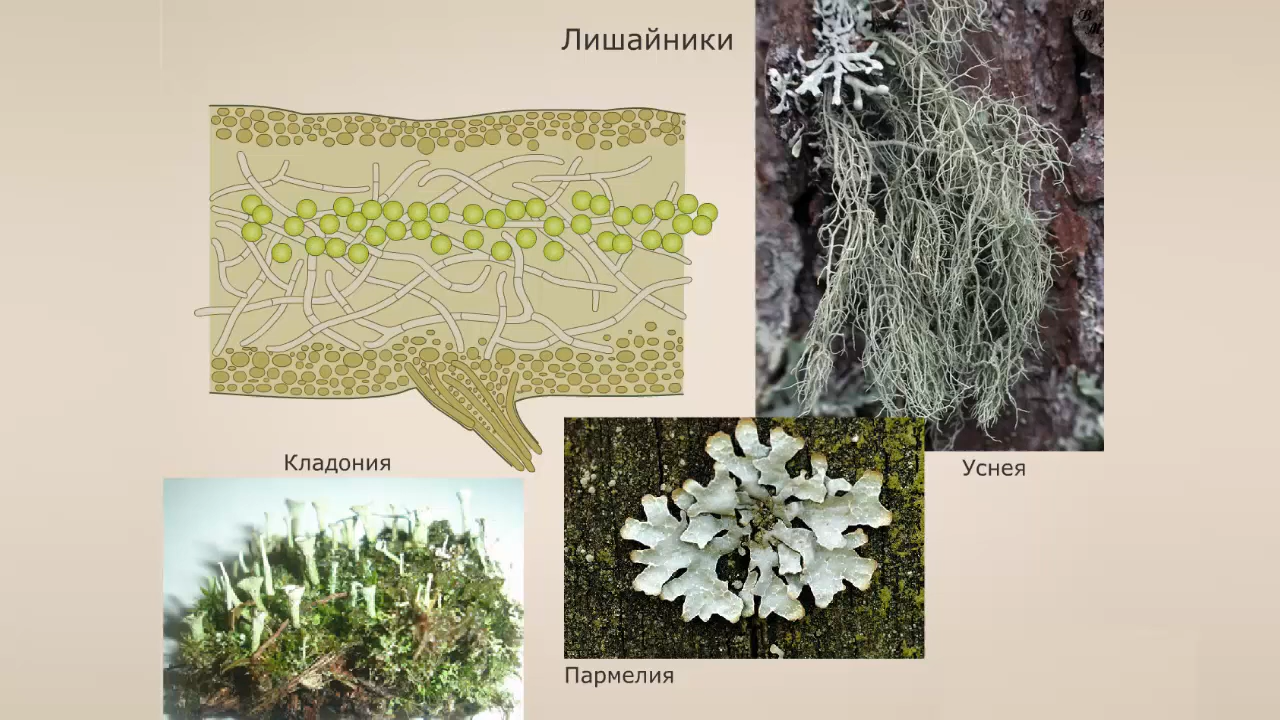 Лишайники
Кладония
Уснея
Пармелия